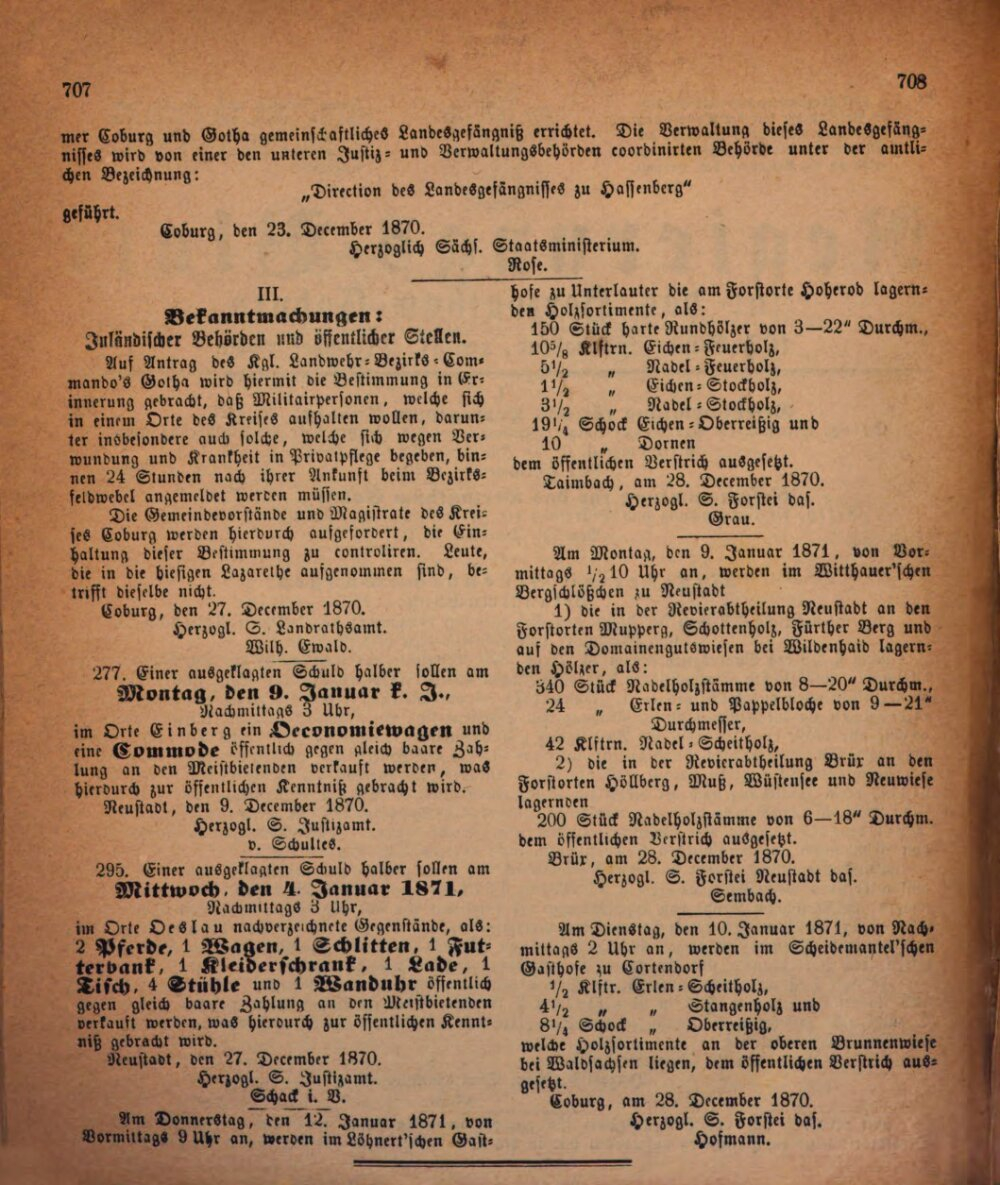 707
708
mer Coburg und Gotha gemeinschaftliches Landesgefängniß errichtet. Die Verwaltung dieses Landesgefäng-
nisses wird von einer den unteren Justiz- und Verwaltungsbehörden coordinirten Behörde unter der amtli-
chen Bezeichnung:
„Direction des Landesgefängnisses zu Hassenberg“
geführt.
Coburg, den 23. December 1870.
Herzoglich Sächs. Staatsministerium.
Rose.
III.
Bekanntmachungen:
Inländischer Behörden und öffentlicher Stellen.
Auf Antrag des Kgl. Landwehr-Bezirks-Com-
mando's Gotha wird hiermit die Bestimmung in Er-
innerung gebracht, daß Militairpersonen, welche sich
in einem Orte des Kreises aufhalten wollen, darun-
ter insbesondere auch solche, welche sich wegen Ver-
wundung und Krankheit in Privatpflege begeben, bin-
nen 24 Stunden nach ihrer Ankunft beim Bezirks-
feldwebel angemeldet werden müssen.
Die Gemeindevorstände und Magistrate des Krei-
ses Coburg werden hierdurch aufgefordert, die Ein-
haltung dieser Bestimmung zu controliren. Leute,
die in die hiesigen Lazarethe aufgenommen sind, be-
trifft dieselbe nicht.
Coburg, den 27. December 1870.
Herzogl. S. Landrathsamt.
Wilh. Ewald.
277. Einer ausgeklagten Schuld halber sollen am
Montag, den 9. Januar k. J.,
Nachmittags 3 Uhr,
im Orte Einberg ein Oeconomiewagen und
eine Commode öffentlich gegen gleich baare Zah-
lung an den Meistbietenden verkauft werden, was
hierdurch zur öffentlichen Kenntniß gebracht wird.
Neustadt, den 9. December 1870.
Herzogl. S. Justizamt.
v. Schultes.
295. Einer ausgeklagten Schuld halber sollen am
Mittwoch, den 4. Januar 1871,
Nachmittags 3 Uhr,
im Orte Oeslau nachverzeichnete Gegenstände, als:
2 Pferde, 1 Wagen, 1 Schlitten, 1 Fut-
terbank, 1 Kleiderschrank, 1 Lade, 1
Tisch, 4 Stühle und 1 Wanduhr öffentlich
gegen gleich baare Zahlung an den Meistbietenden
verkauft werden, was hierdurch zur öffentlichen Kennt-
niß gebracht wird.
Neustadt, den 27. December 1870.
Herzogl. S. Justizamt.
Schack i. V.
Am Donnerstag, den 12. Januar 1871, von
Vormittags 9 Uhr an, werden im Löhnert'schen Gast-
hofe zu Unterlauter die am Forstorte Hoherod lagern-
den Holzsortimente, als:
150 Stück harte Rundhölzer von 3—22" Durchm.,
10⁵/₈ Klftrn. Eichen-Feuerholz,
5¹/₂ „ Nadel-Feuerholz,
1¹/₂ „ Eichen-Stockholz,
3¹/₂ „ Nadel-Stockholz,
19¹/₄ Schock Eichen-Oberreißig und
10 „ Dornen
dem öffentlichen Verstrich ausgesetzt.
Taimbach, am 28. December 1870.
Herzogl. S. Forstei das.
Grau.
Am Montag, den 9. Januar 1871, von Vor-
mittags ¹/₂10 Uhr an, werden im Witthauer'schen
Bergschlößchen zu Neustadt
1) die in der Revierabtheilung Neustadt an den
Forstorten Mupperg, Schottenholz, Fürther Berg und
auf den Domainengutswiesen bei Wildenhaid lagern-
den Hölzer, als:
340 Stück Nadelholzstämme von 8—20" Durchm.,
24 „ Erlen- und Pappelbloche von 9—21"
Durchmesser,
42 Klftrn. Nadel-Scheitholz,
2) die in der Revierabtheilung Brüx an den
Forstorten Höllberg, Muß, Wüstensee und Neuwiese
lagernden
200 Stück Nadelholzstämme von 6—18" Durchm.
dem öffentlichen Verstrich ausgesetzt.
Brüx, am 28. December 1870.
Herzogl. S. Forstei Neustadt das.
Sembach.
Am Dienstag, den 10. Januar 1871, von Nach-
mittags 2 Uhr an, werden im Scheidemantel'schen
Gasthofe zu Cortendorf
¹/₂ Klftr. Erlen-Scheitholz,
4¹/₂ „ „ Stangenholz und
8¹/₄ Schock „ Oberreißig,
welche Holzsortimente an der oberen Brunnenwiese
bei Waldsachsen liegen, dem öffentlichen Verstrich aus-
gesetzt.
Coburg, am 28. December 1870.
Herzogl. S. Forstei das.
Hofmann.